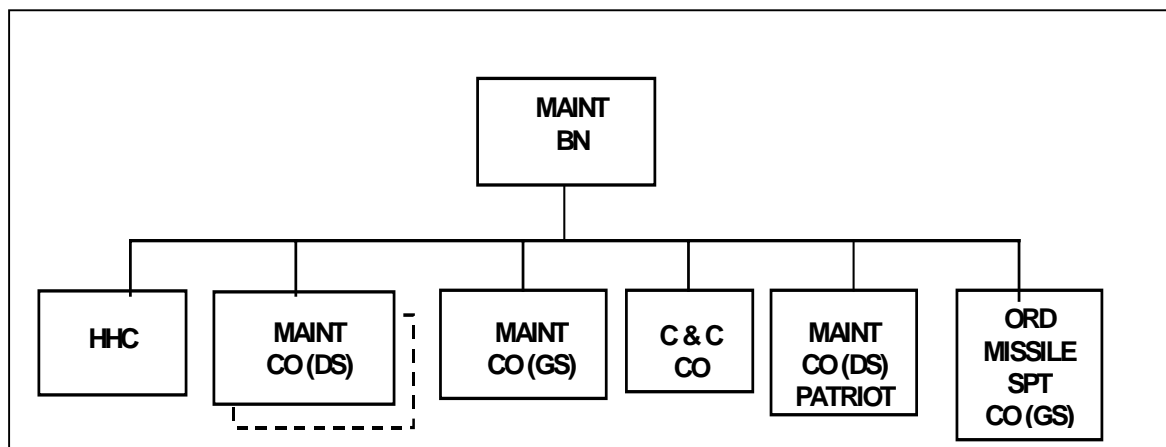 MAINT
BN
HHC
MAINT
CO (DS)
MAINT
CO (GS)
C & C
CO
MAINT
CO (DS)
PATRIOT
ORD
MISSILE
SPT
CO (GS)